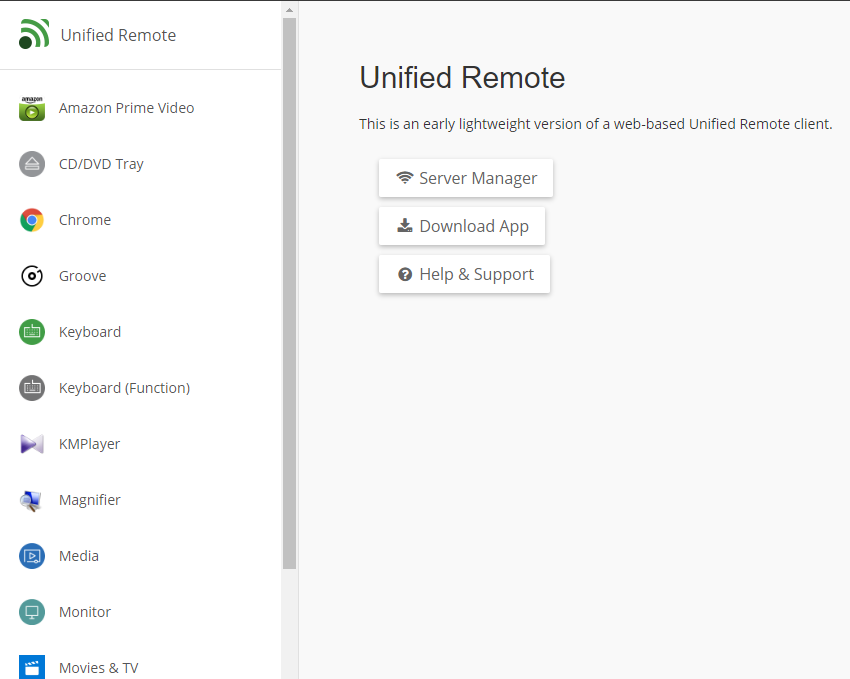 Unified Remote
amazon
Amazon Prime Video
CD/DVD Tray
Chrome
Groove
Keyboard
Keyboard (Function)
KMPlayer
Magnifier
Media
Monitor
Movies & TV
Unified Remote
This is an early lightweight version of a web-based Unified Remote client.
Server Manager
Download App
Help & Support